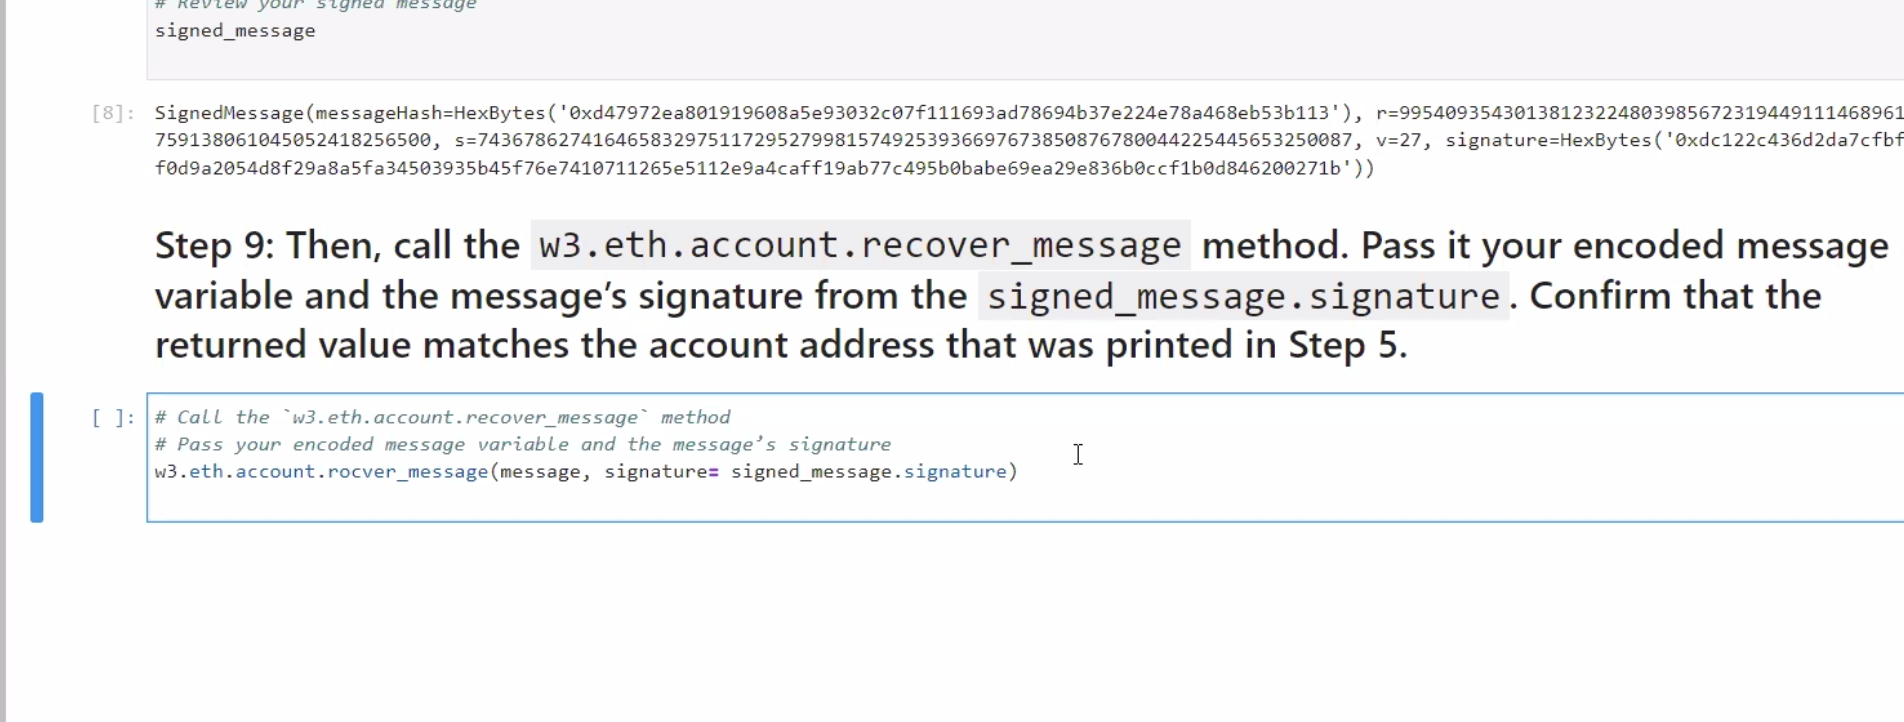 # Review your signed message
signed_message
[8]: SignedMessage(messageHash=HexBytes('0xd47972ea801919608a5e93032c07f111693ad78694b37e224e78a468eb53b113'), r=99540935430138123224803985672319449111468961
759138061045052418256500, s=74367862741646583297511729527998157492539366976738508767800442254456532​50087, v=27, signature=HexBytes('0xdc122c436d2da7cfbf
f0d9a2054d8f29a8a5fa34503935b45f76e7410711265e5112e9a4caff19ab77c495b0babe69ea29e836b0ccf1b0d846200271b'))
Step 9: Then, call the w3.eth.account.recover_message method. Pass it your encoded message
variable and the message’s signature from the signed_message.signature. Confirm that the
returned value matches the account address that was printed in Step 5.
[ ]: # Call the `w3.eth.account.recover_message` method
# Pass your encoded message variable and the message’s signature
w3.eth.account.rocver_message(message, signature= signed_message.signature)